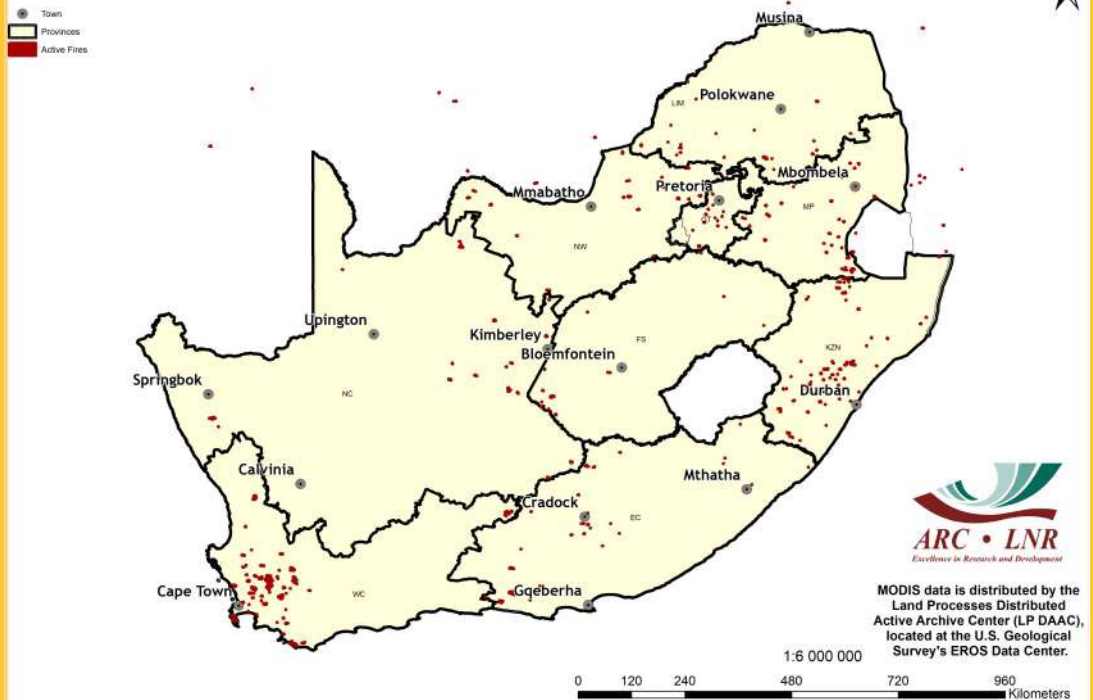 Town
Provinces
Active Fires
Musina
LIM
Polokwane
Mbombela
Pretoria
MP
Mmabatho
NW
Upington
Kimberley
FS
Bloemfontein
KZN
Springbok
NC
Durban
Calvinia
Mthatha
Cradock
EC
Cape Town
WC
Gqeberha
ARC • LNR
Excellence in Research and Development
MODIS data is distributed by the
Land Processes Distributed
Active Archive Center (LP DAAC),
located at the U.S. Geological
Survey's EROS Data Center.
1:6 000 000
0 120 240 480 720 960
Kilometers